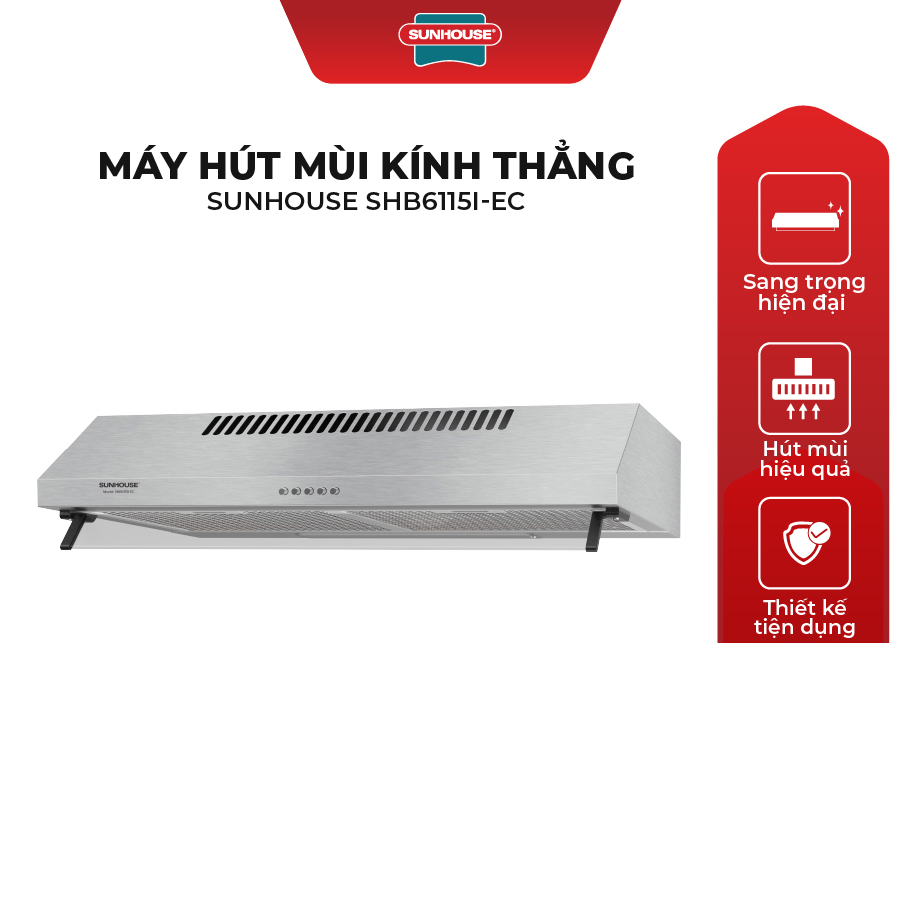 SUNHOUSE®
MÁY HÚT MÙI KÍNH THẲNG
SUNHOUSE SHB6115I-EC
Sang trọng
hiện đại
Hút mùi
hiệu quả
Thiết kế
tiện dụng
SUNHOUSE